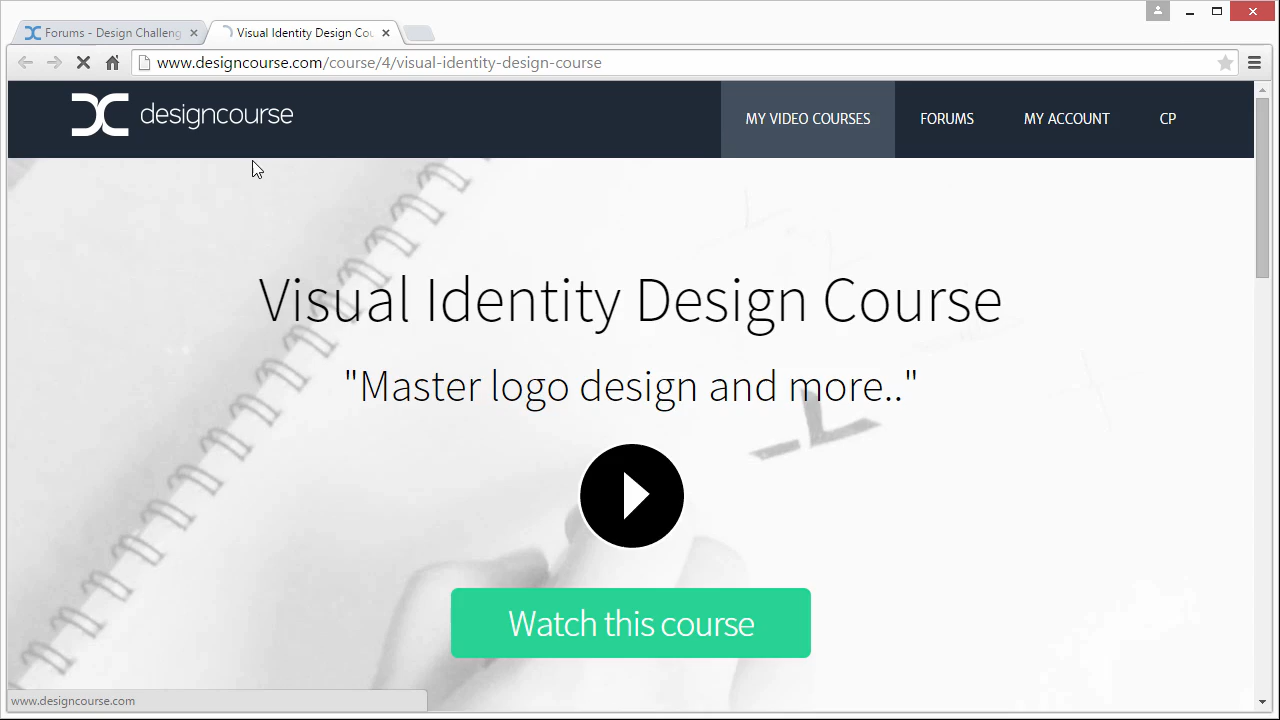 Forums - Design Challeng
Visual Identity Design Cou
www.designcourse.com/course/4/visual-identity-design-course
designcourse
MY VIDEO COURSES
FORUMS
MY ACCOUNT
CP
Visual Identity Design Course
"Master logo design and more.."
Watch this course
www.designcourse.com